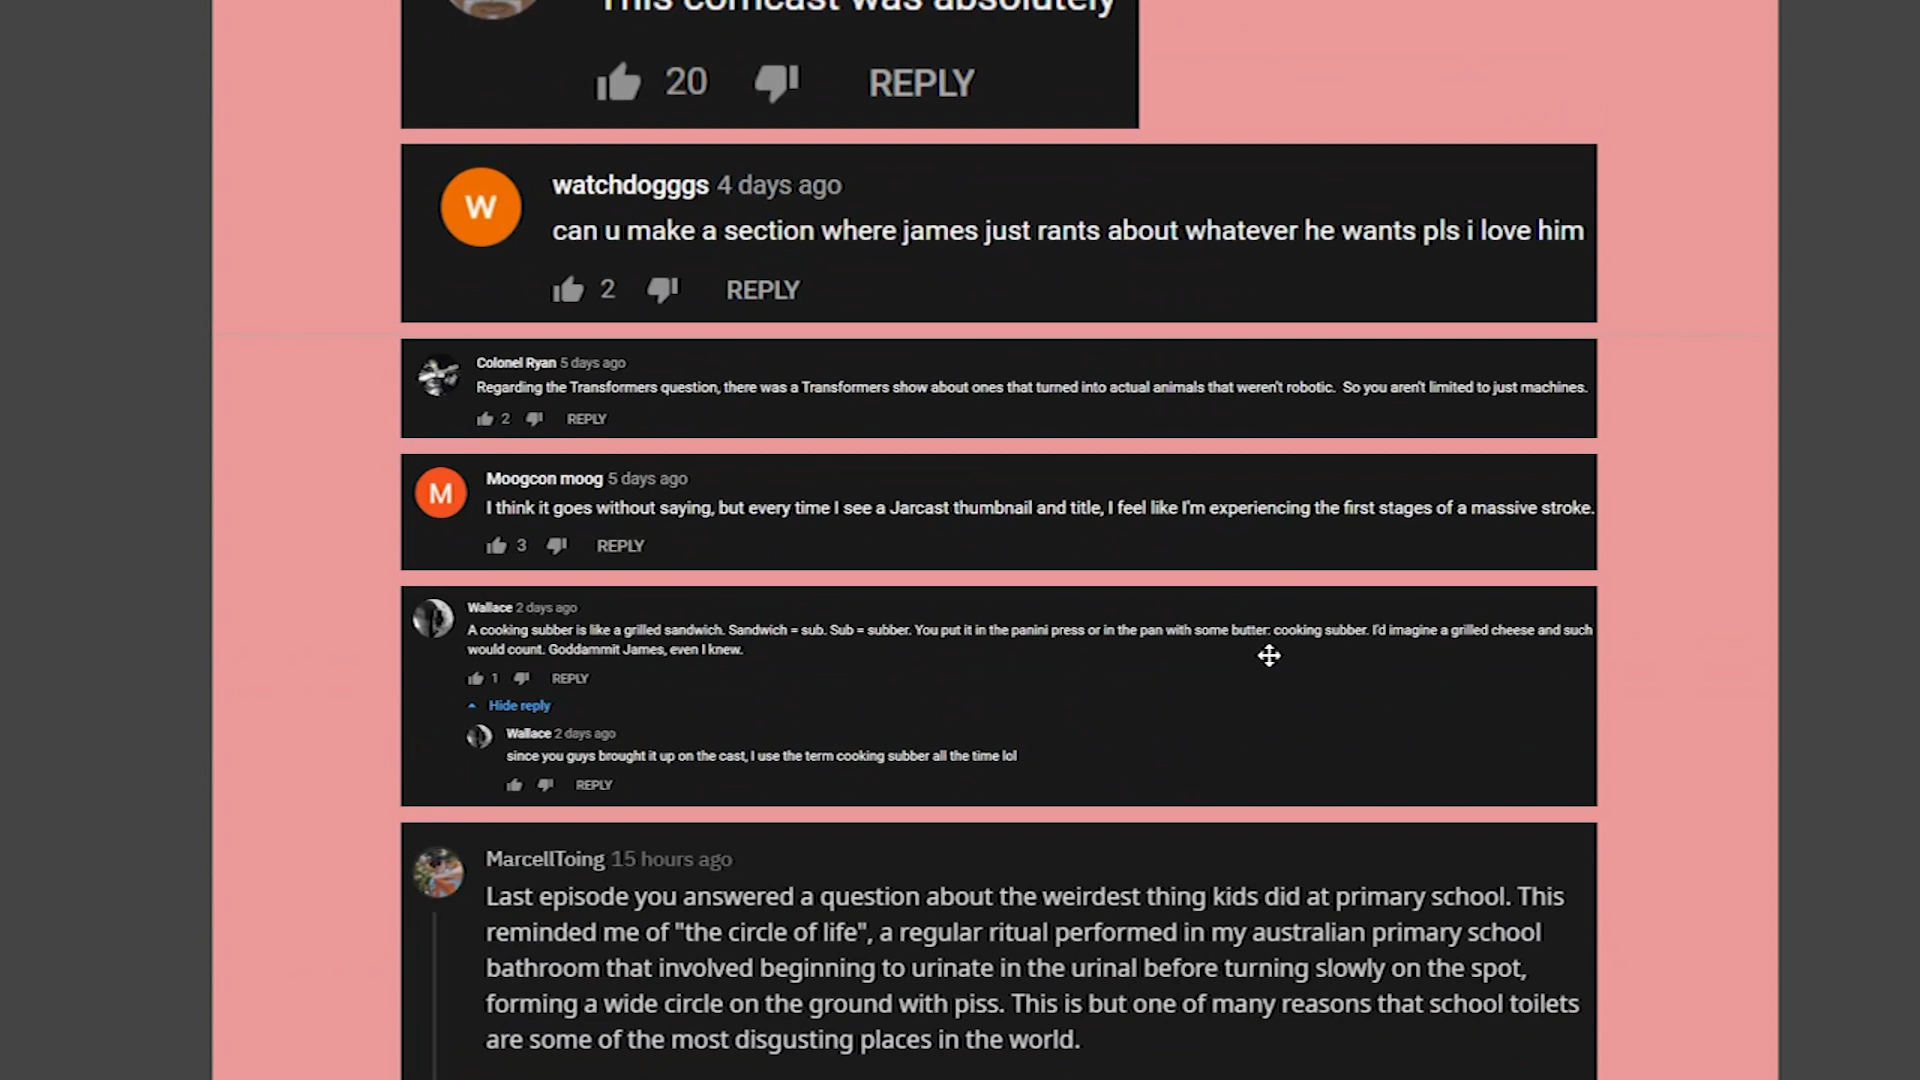 This comcast was absolutely
20 REPLY
W
watchdogggs 4 days ago
can u make a section where james just rants about whatever he wants pls i love him
2 REPLY
Colonel Ryan 5 days ago
Regarding the Transformers question, there was a Transformers show about ones that turned into actual animals that weren't robotic. So you aren't limited to just machines.
2 REPLY
M
Moogcon moog 5 days ago
I think it goes without saying, but every time I see a Jarcast thumbnail and title, I feel like I'm experiencing the first stages of a massive stroke.
3 REPLY
Wallace 2 days ago
A cooking subber is like a grilled sandwich. Sandwich = sub. Sub = subber. You put it in the panini press or in the pan with some butter: cooking subber. I'd imagine a grilled cheese and such
would count. Goddammit James, even I knew.
1 REPLY
Hide reply
Wallace 2 days ago
since you guys brought it up on the cast, I use the term cooking subber all the time lol
REPLY
MarcellToing 15 hours ago
Last episode you answered a question about the weirdest thing kids did at primary school. This
reminded me of "the circle of life", a regular ritual performed in my australian primary school
bathroom that involved beginning to urinate in the urinal before turning slowly on the spot,
forming a wide circle on the ground with piss. This is but one of many reasons that school toilets
are some of the most disgusting places in the world.